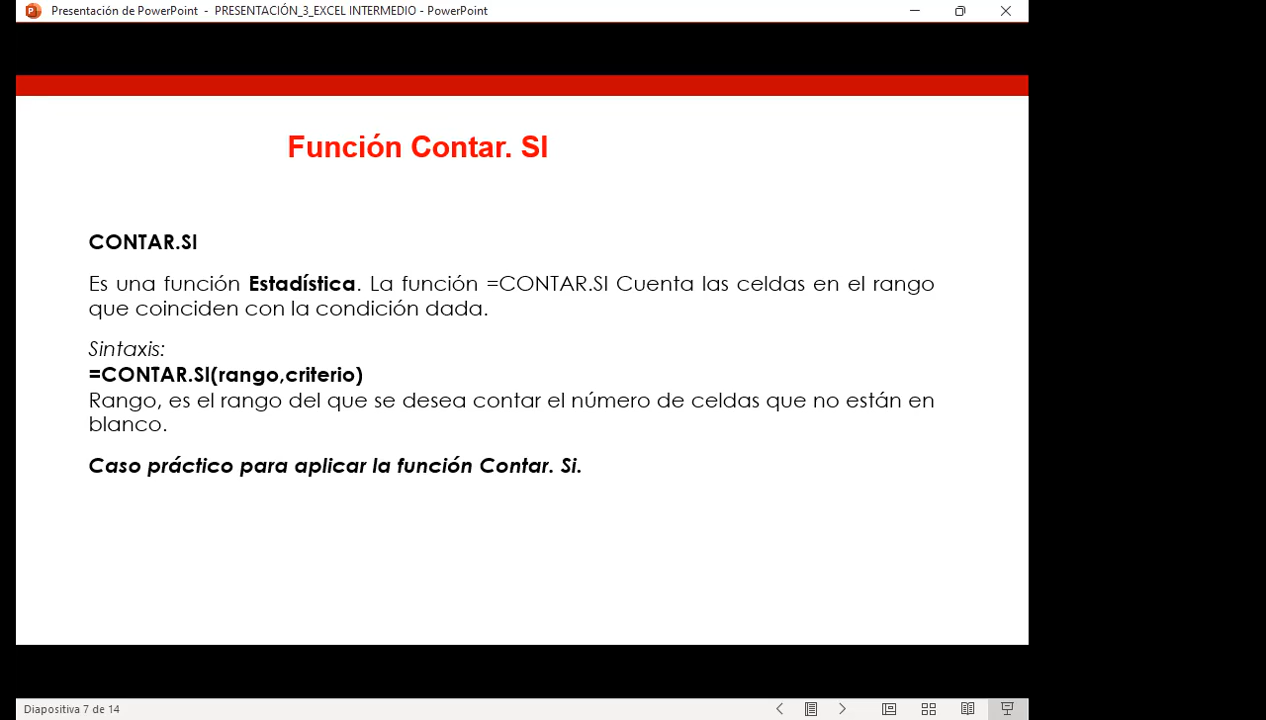 Presentación de PowerPoint - PRESENTACIÓN_3_EXCEL INTERMEDIO - PowerPoint
Función Contar. SI
CONTAR.SI
Es una función Estadística. La función =CONTAR.SI Cuenta las celdas en el rango
que coinciden con la condición dada.
Sintaxis:
=CONTAR.SI(rango,criterio)
Rango, es el rango del que se desea contar el número de celdas que no están en
blanco.
Caso práctico para aplicar la función Contar. Si.
Diapositiva 7 de 14